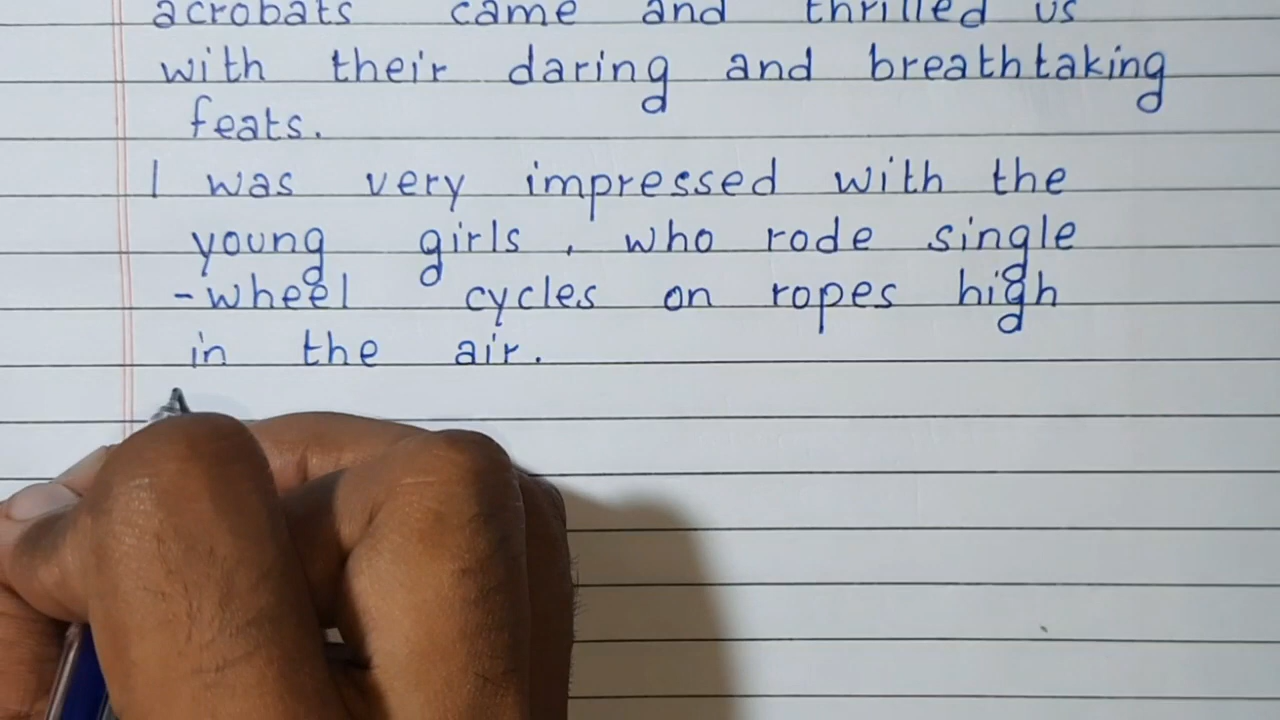 acrobats came and thrilled us
with their daring and breathtaking
feats.
I was very impressed with the
young girls, who rode single
-wheel cycles on ropes high
in the air.